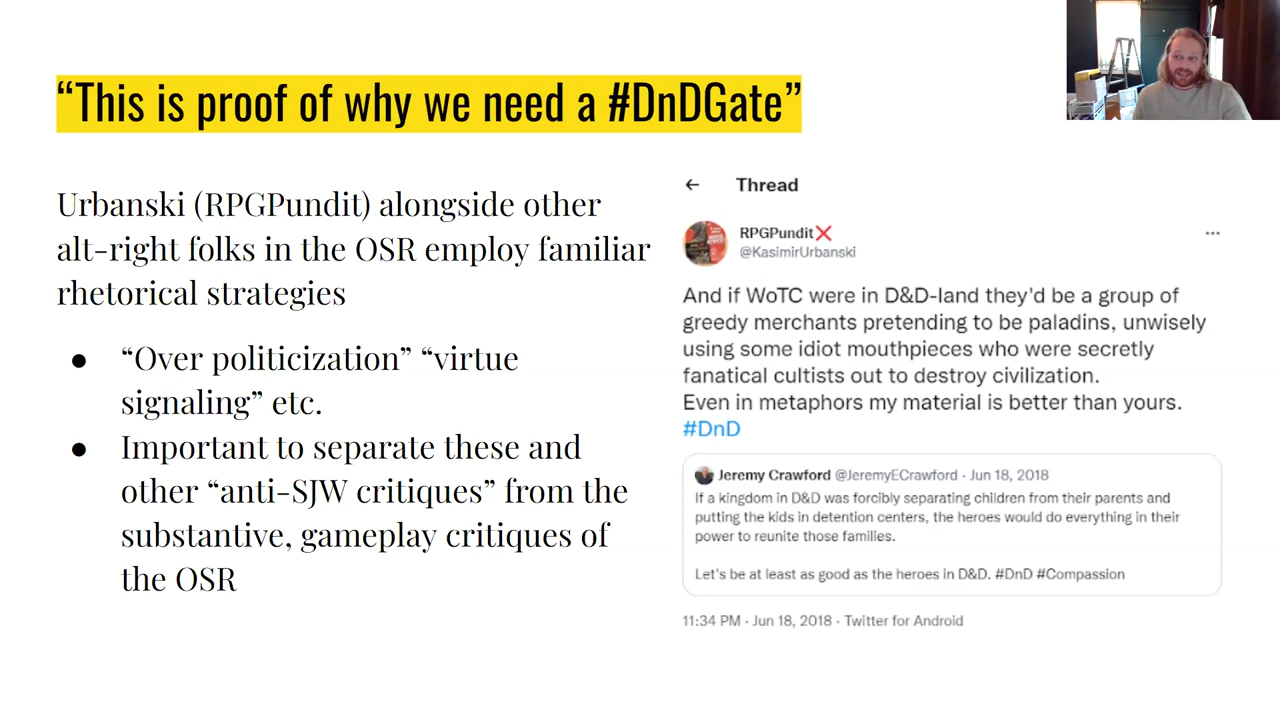 “This is proof of why we need a #DnDGate”
Urbanski (RPGPundit) alongside other
alt-right folks in the OSR employ familiar
rhetorical strategies
● “Over politicization” “virtue
signaling” etc.
● Important to separate these and
other “anti-SJW critiques” from the
substantive, gameplay critiques of
the OSR
← Thread
RPGPundit❌
@KasimirUrbanski
...
And if WoTC were in D&D-land they'd be a group of
greedy merchants pretending to be paladins, unwisely
using some idiot mouthpieces who were secretly
fanatical cultists out to destroy civilization.
Even in metaphors my material is better than yours.
#DnD
Jeremy Crawford @JeremyECrawford · Jun 18, 2018
If a kingdom in D&D was forcibly separating children from their parents and
putting the kids in detention centers, the heroes would do everything in their
power to reunite those families.
Let's be at least as good as the heroes in D&D. #DnD #Compassion
11:34 PM · Jun 18, 2018 · Twitter for Android